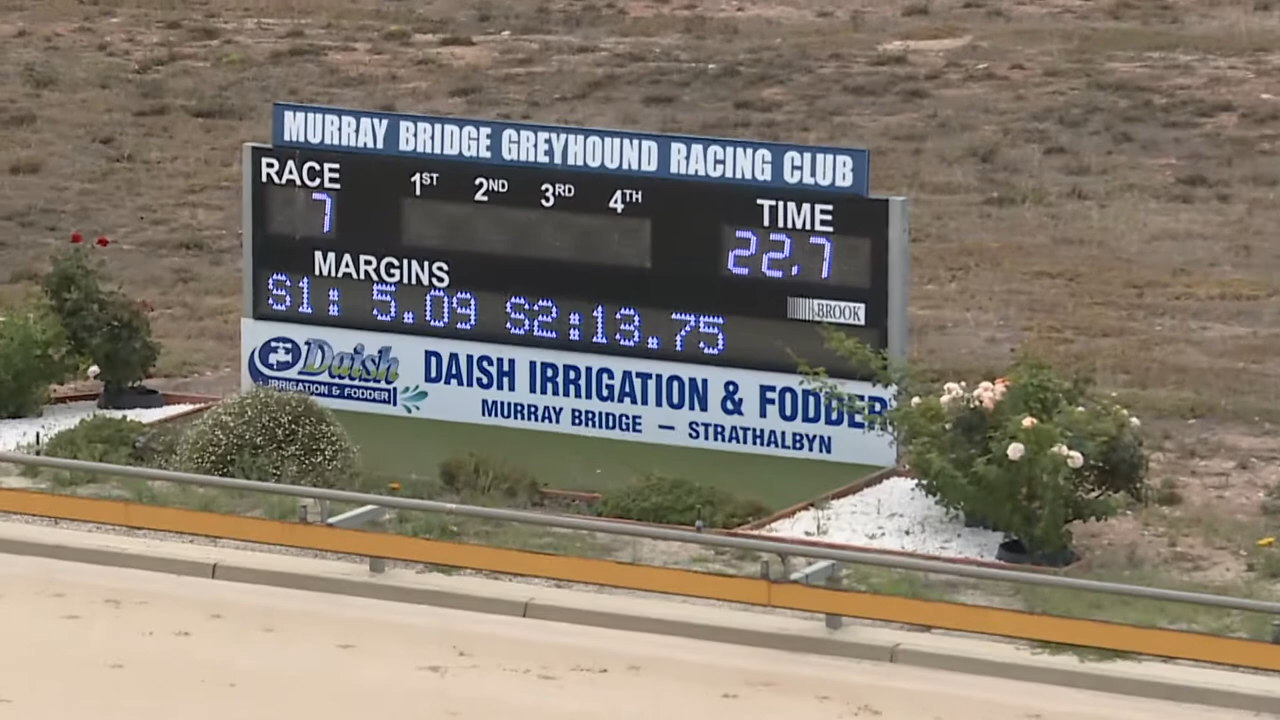 MURRAY BRIDGE GREYHOUND RACING CLUB
RACE 1ST 2ND 3RD 4TH TIME
7 22.7
MARGINS
S1: 5.09 S2:13.75
BROOK
Daish
IRRIGATION & FODDER
DAISH IRRIGATION & FODDER
MURRAY BRIDGE – STRATHALBYN